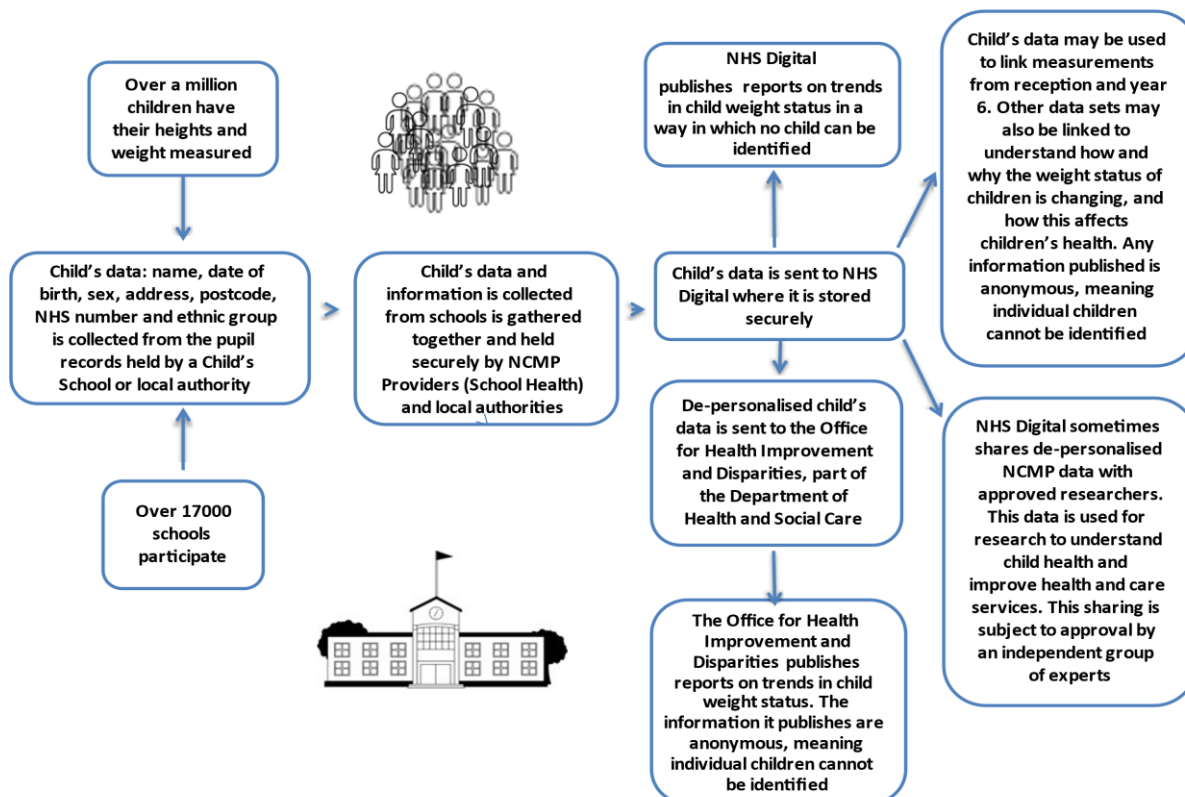 Over a million
children have
their heights and
weight measured
Child's data: name, date of
birth, sex, address, postcode,
NHS number and ethnic group
is collected from the pupil
records held by a Child's
School or local authority
Over 17000
schools
participate
Child's data and
information is collected
from schools is gathered
together and held
securely by NCMP
Providers (School Health)
and local authorities
NHS Digital
publishes reports on trends
in child weight status in a
way in which no child can be
identified
Child's data is sent to NHS
Digital where it is stored
securely
De-personalised child's
data is sent to the Office
for Health Improvement
and Disparities, part of
the Department of
Health and Social Care
The Office for Health
Improvement and
Disparities publishes
reports on trends in child
weight status. The
information it publishes are
anonymous, meaning
individual children cannot
be identified
Child's data may be used
to link measurements
from reception and year
6. Other data sets may
also be linked to
understand how and
why the weight status of
children is changing, and
how this affects
children's health. Any
information published is
anonymous, meaning
individual children
cannot be identified
NHS Digital sometimes
shares de-personalised
NCMP data with
approved researchers.
This data is used for
research to understand
child health and
improve health and care
services. This sharing is
subject to approval by
an independent group
of experts